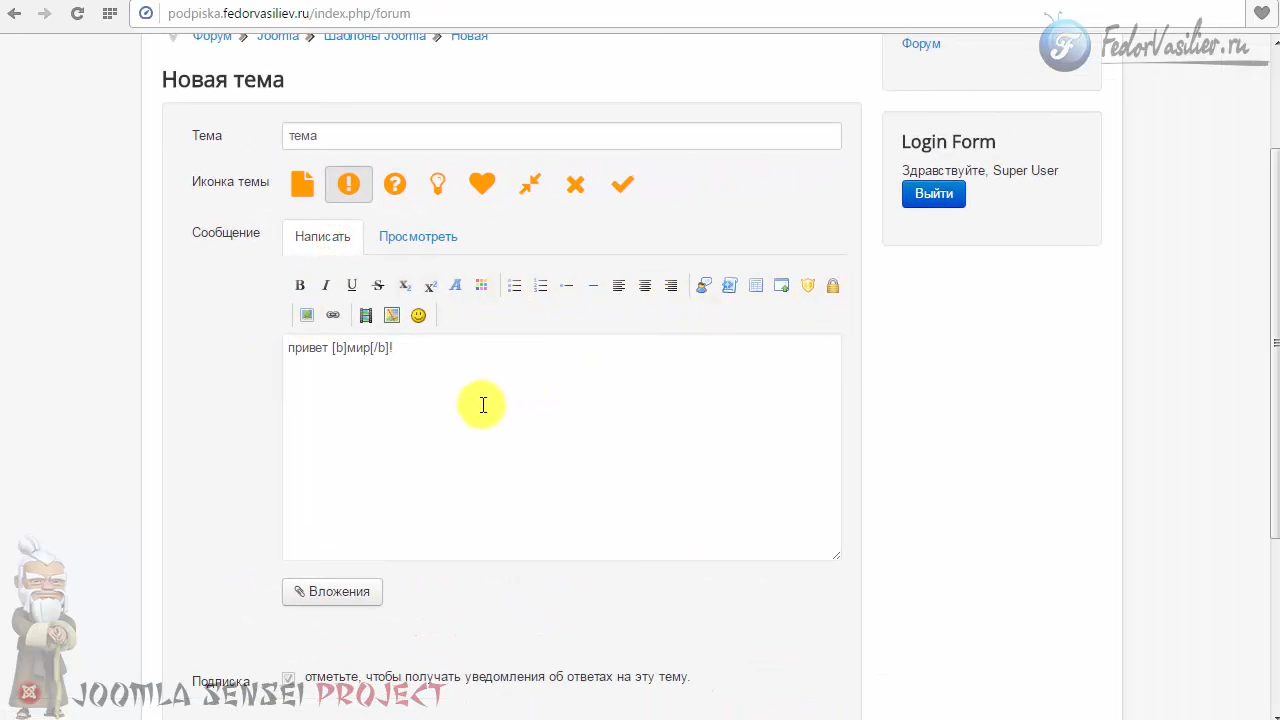 podpiska.fedorvasiliev.ru/index.php/forum
FedorVasiliev.ru
Форум Joomla Шаблоны Joomla Новая
Форум
Новая тема
Тема
тема
Иконка темы
Сообщение
Написать Просмотреть
B I U S X2 X2 A
привет [b]мир[/b]!
Вложения
Подписка
отметьте, чтобы получать уведомления об ответах на эту тему.
Login Form
Здравствуйте, Super User
Выйти
JOOMLA SENSEI PROJECT